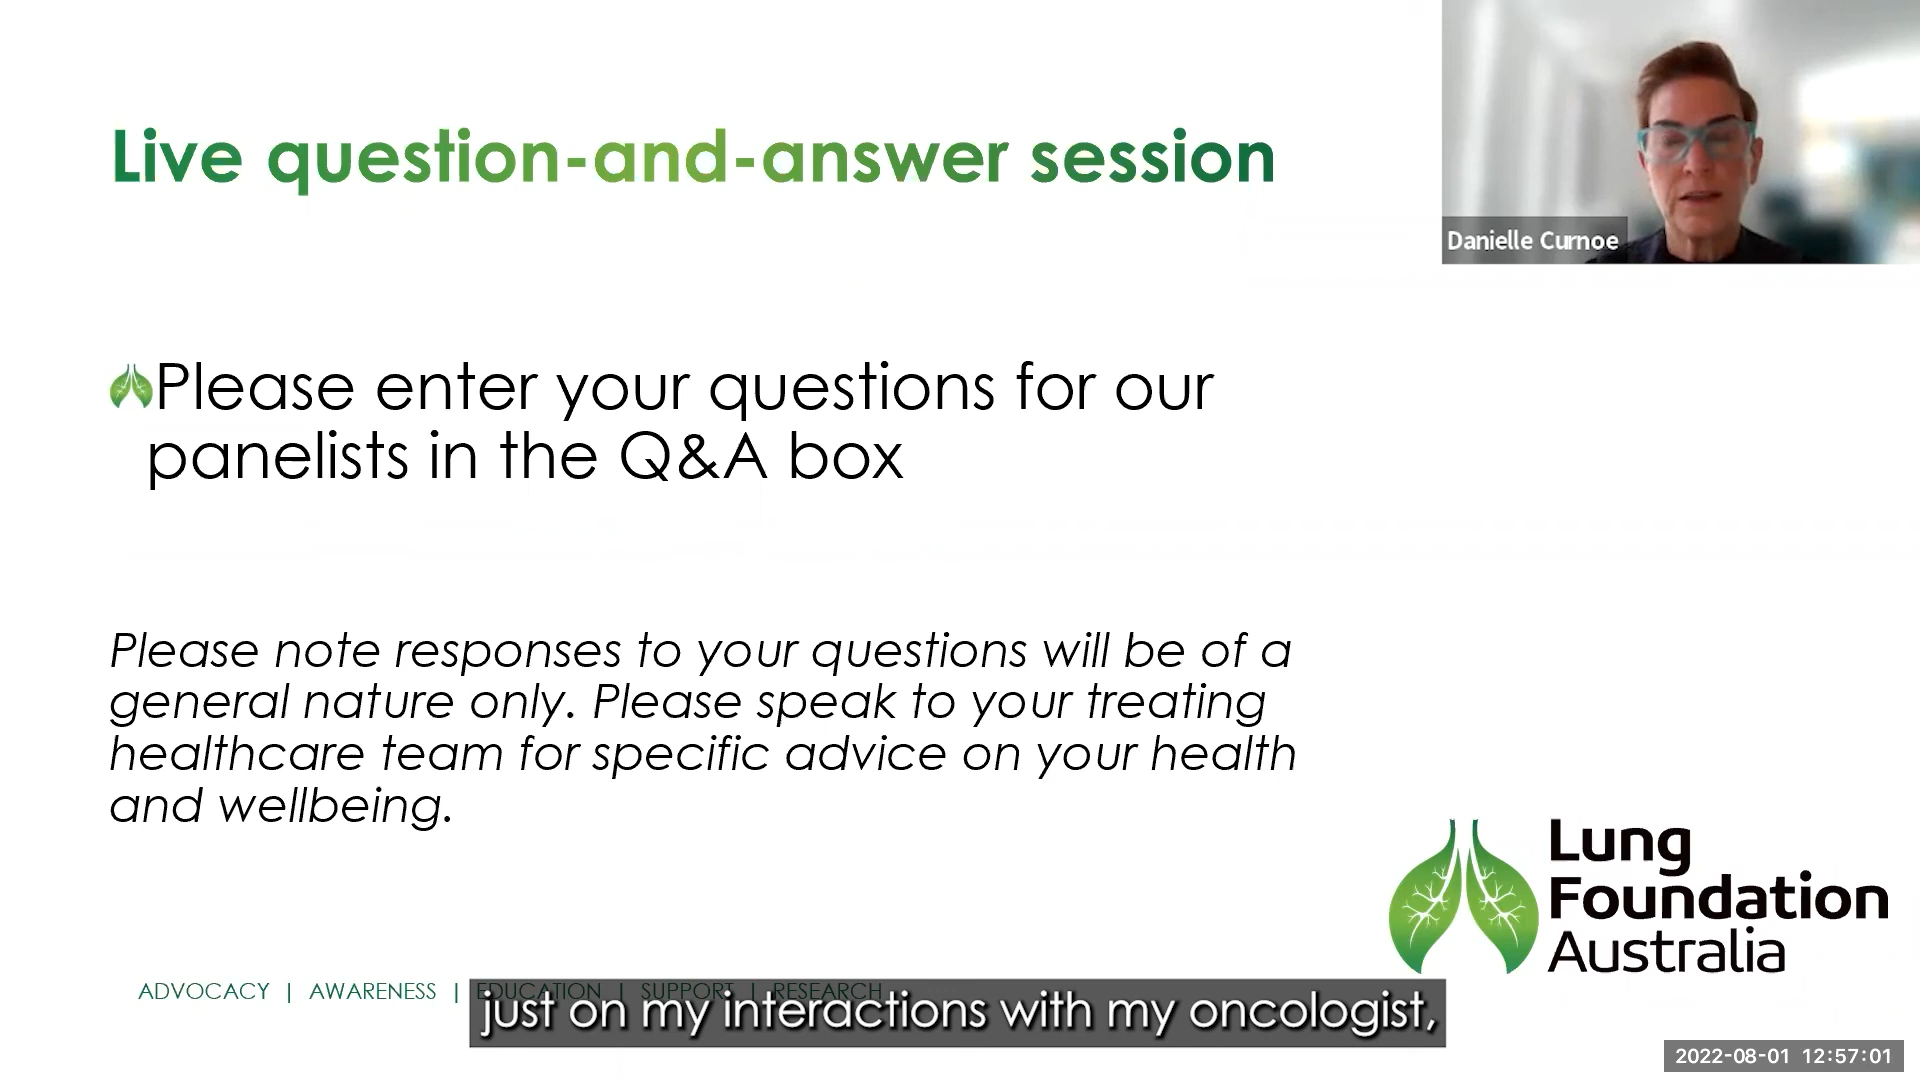 Live question-and-answer session
Danielle Curnoe
Please enter your questions for our
panelists in the Q&A box
Please note responses to your questions will be of a
general nature only. Please speak to your treating
healthcare team for specific advice on your health
and wellbeing.
Lung
Foundation
Australia
ADVOCACY | AWARENESS | EDUCATION | SUPPORT | RESEARCH
just on my interactions with my oncologist,
2022-08-01 12:57:01